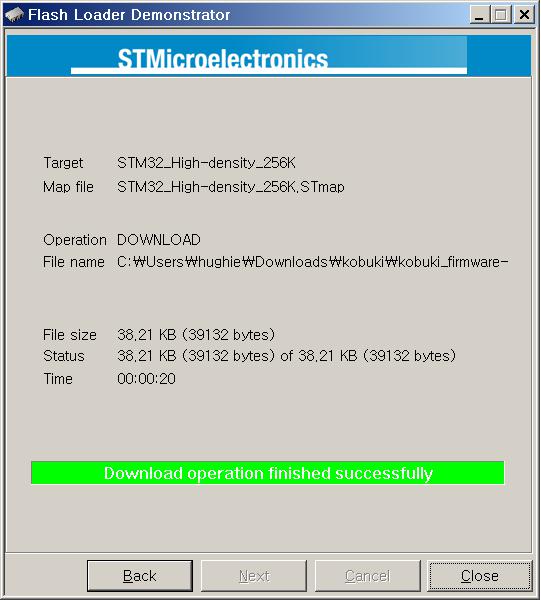 Flash Loader Demonstrator
STMicroelectronics
Target STM32_High-density_256K
Map file STM32_High-density_256K.STmap
Operation DOWNLOAD
File name C:₩Users₩hughie₩Downloads₩kobuki₩kobuki_firmware-
File size 38.21 KB (39132 bytes)
Status 38.21 KB (39132 bytes) of 38.21 KB (39132 bytes)
Time 00:00:20
Download operation finished successfully
Back Next Cancel Close